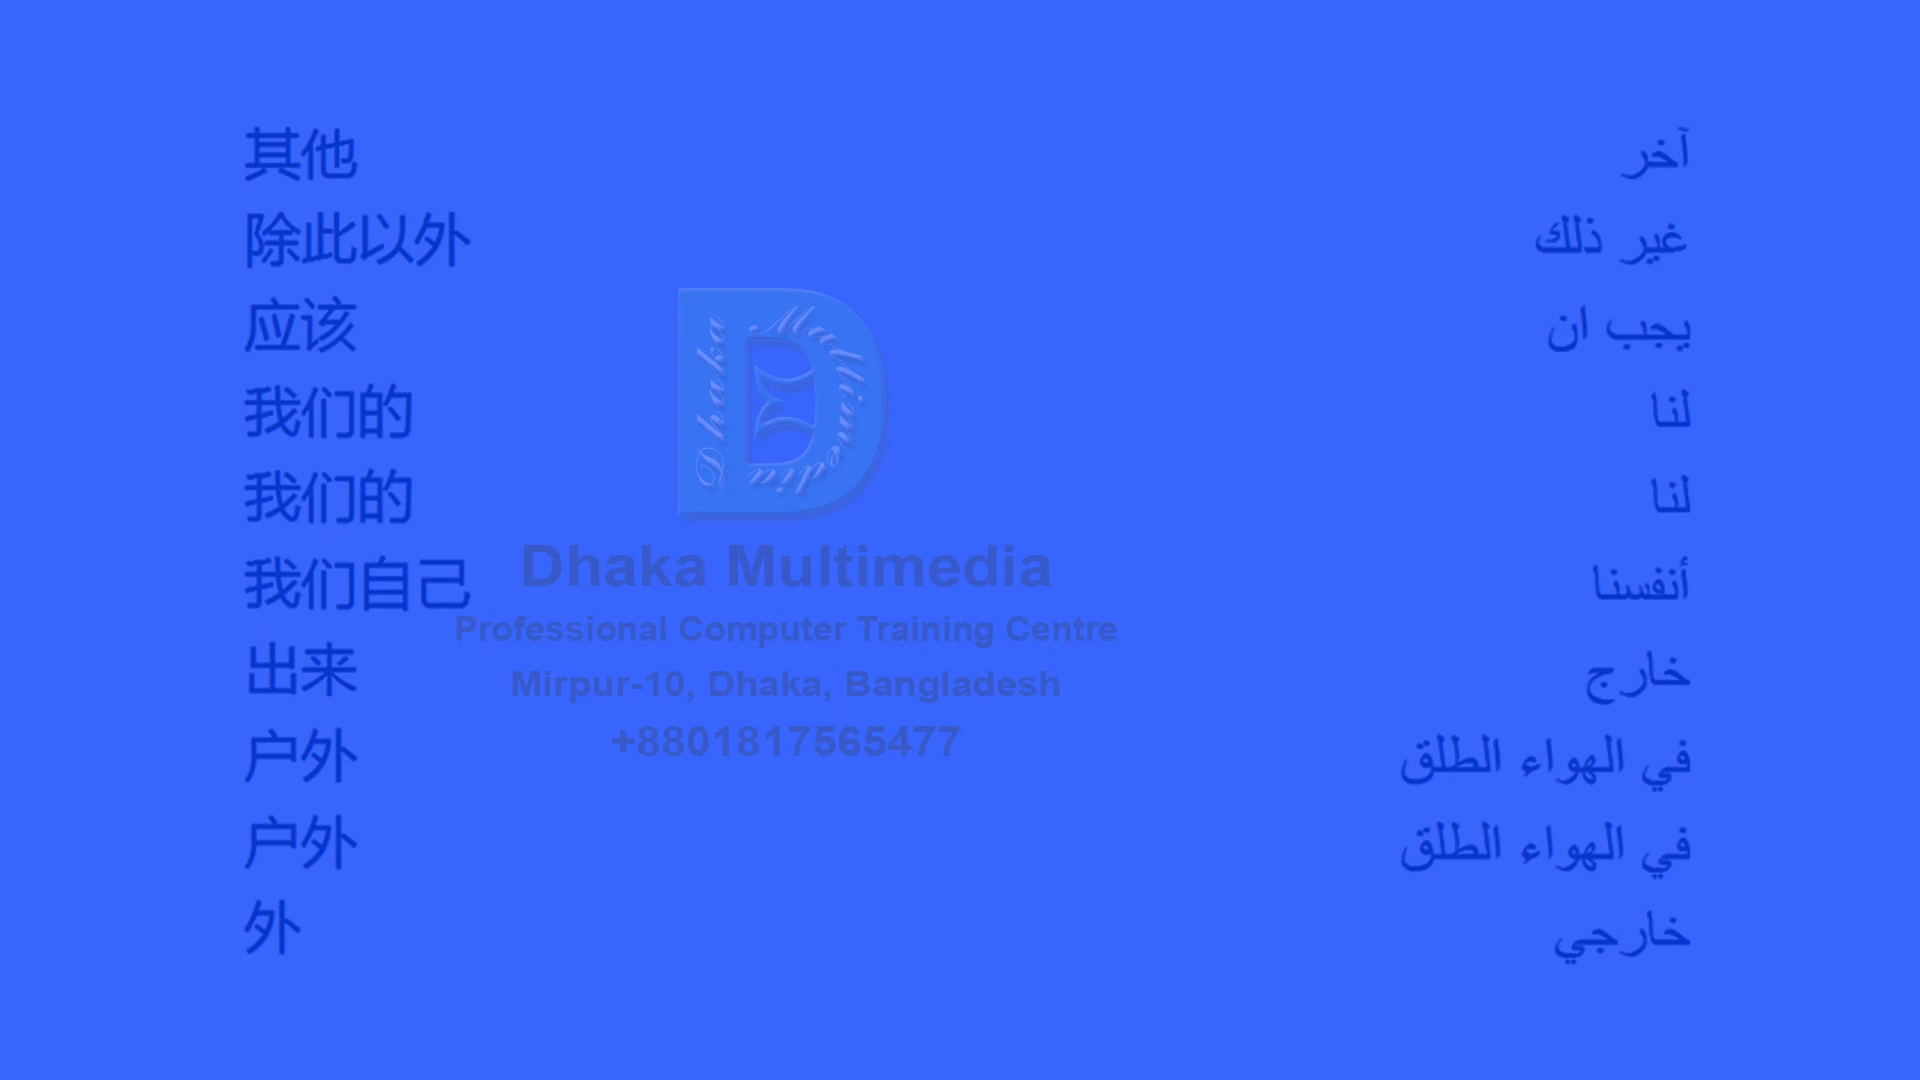 其他 آخر
除此以外 غير ذلك
应该 يجب ان
我们的 لنا
我们的 لنا
我们自己 أنفسنا
出来 خارج
户外 في الهواء الطلق
户外 في الهواء الطلق
外 خارجي
Dhaka Multimedia
Dhaka Multimedia
Professional Computer Training Centre
Mirpur-10, Dhaka, Bangladesh
+8801817565477